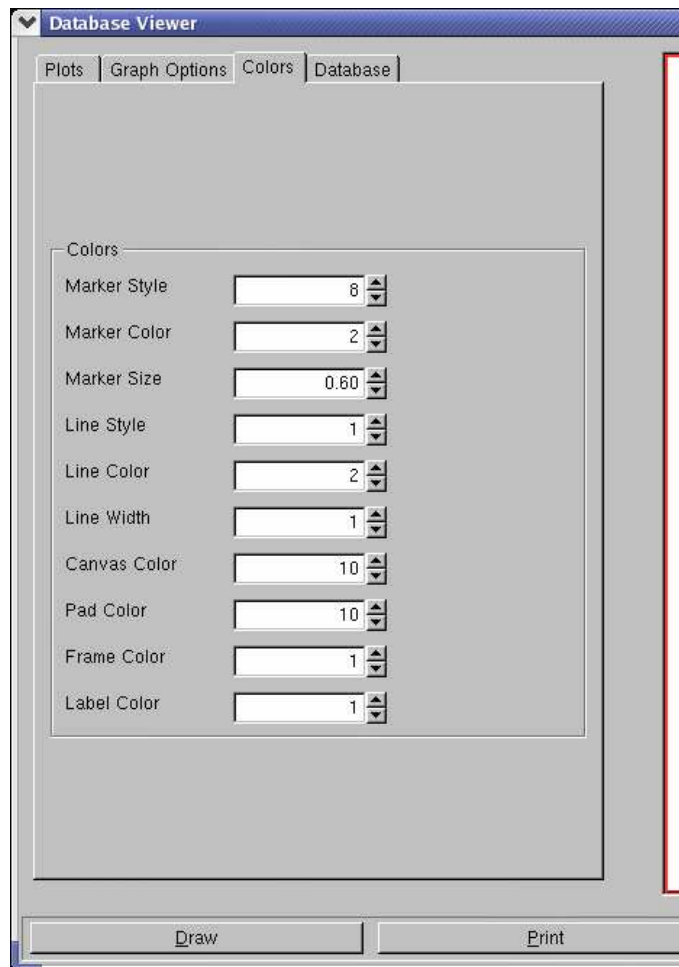 Database Viewer
Plots Graph Options Colors Database
Colors
Marker Style 8
Marker Color 2
Marker Size 0.60
Line Style 1
Line Color 2
Line Width 1
Canvas Color 10
Pad Color 10
Frame Color 1
Label Color 1
Draw Print